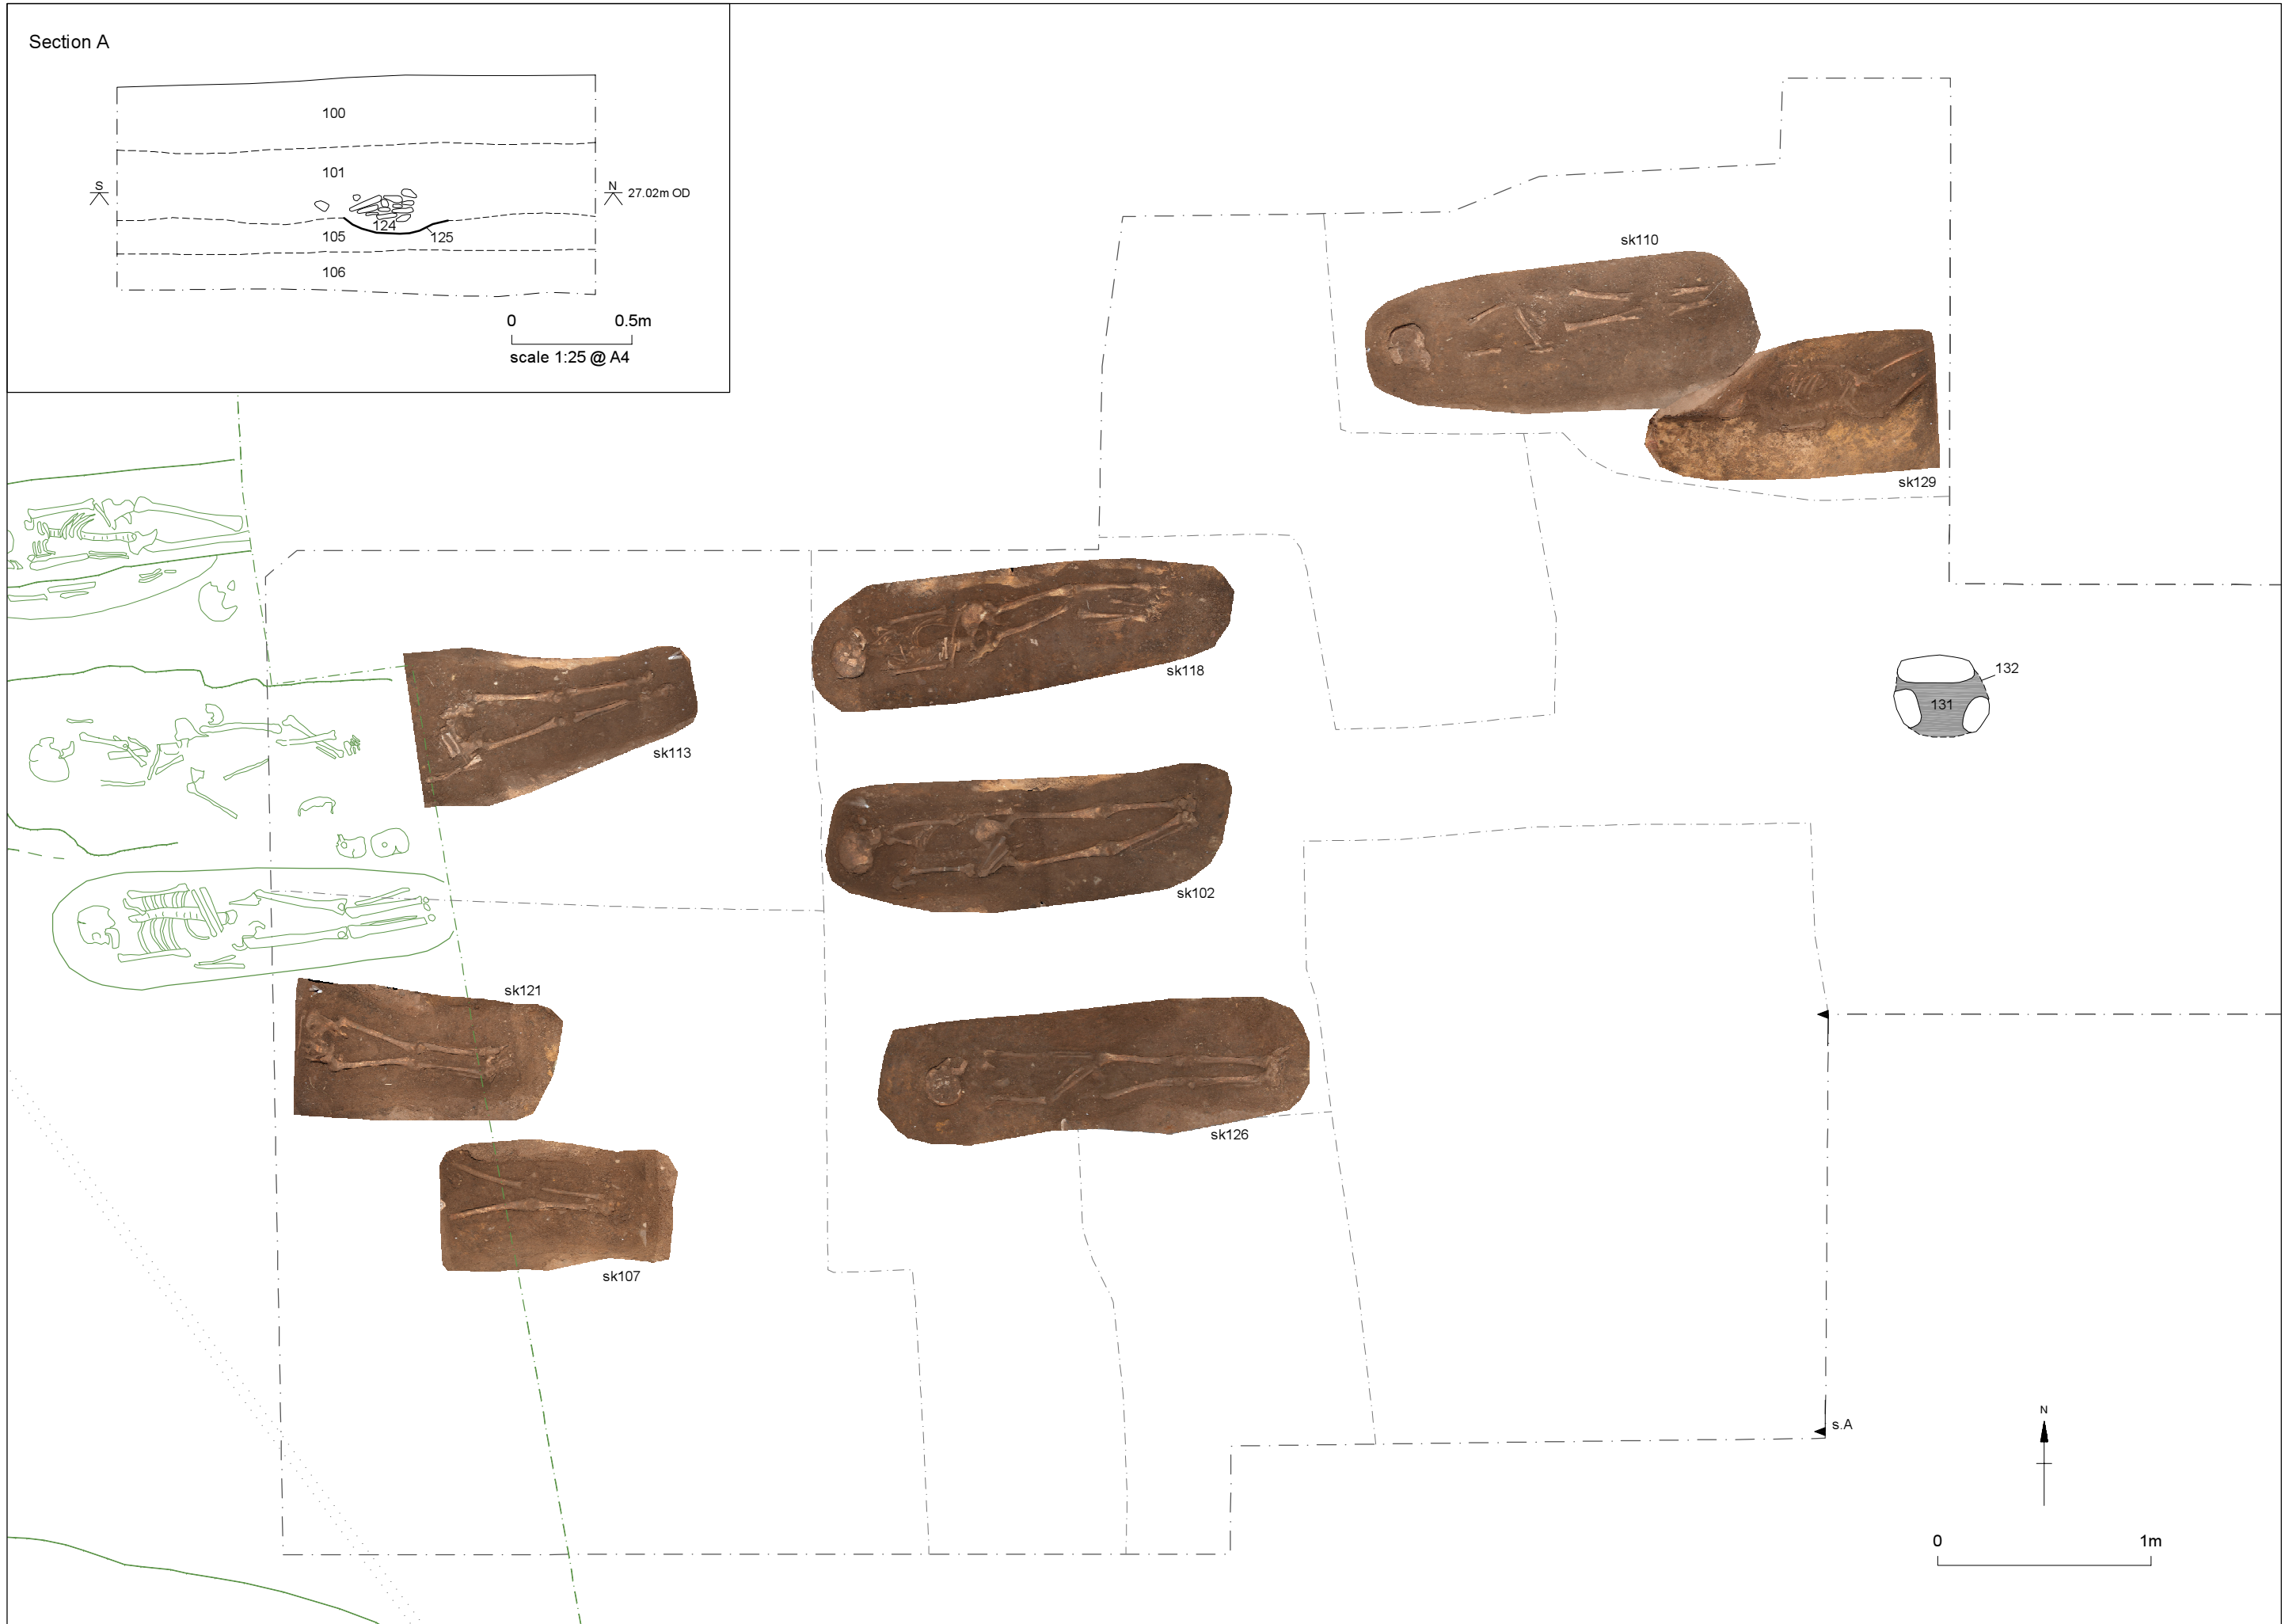 Section A
100
101
S
N
27.02m OD
124
105
125
106
0 0.5m
scale 1:25 @ A4
sk110
sk129
sk118
132
131
sk113
sk102
sk121
sk126
sk107
s.A
N
0 1m